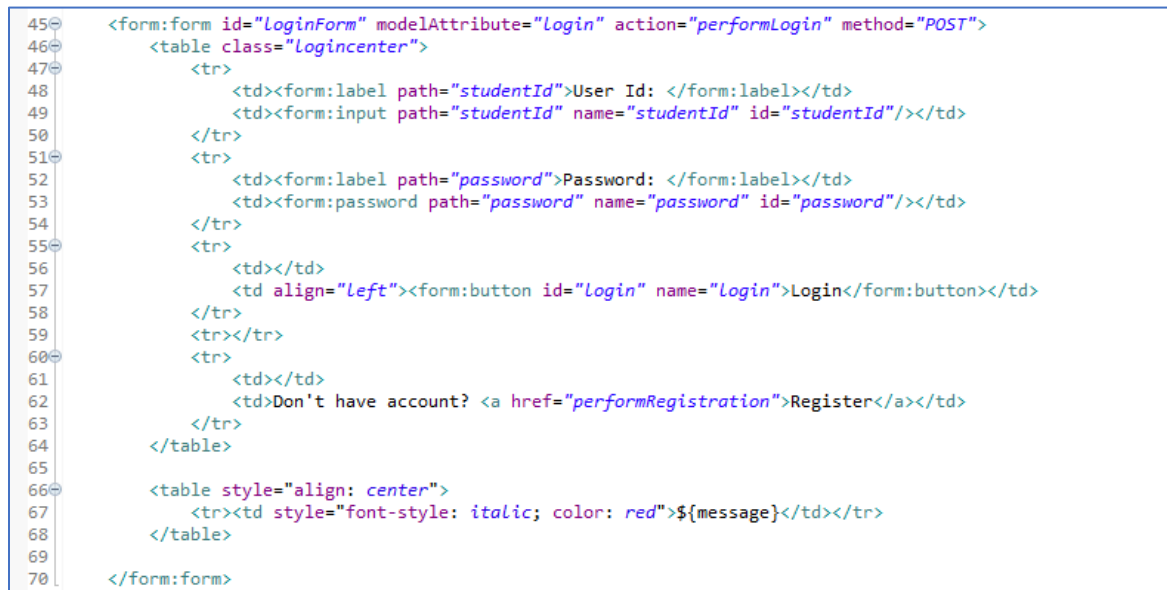 45 <form:form id="loginForm" modelAttribute="login" action="performLogin" method="POST">
46 <table class="logincenter">
47 <tr>
48 <td><form:label path="studentId">User Id: </form:label></td>
49 <td><form:input path="studentId" name="studentId" id="studentId"/></td>
50 </tr>
51 <tr>
52 <td><form:label path="password">Password: </form:label></td>
53 <td><form:password path="password" name="password" id="password"/></td>
54 </tr>
55 <tr>
56 <td></td>
57 <td align="left"><form:button id="login" name="login">Login</form:button></td>
58 </tr>
59 <tr></tr>
60 <tr>
61 <td></td>
62 <td>Don't have account? <a href="performRegistration">Register</a></td>
63 </tr>
64 </table>
65
66 <table style="align: center">
67 <tr><td style="font-style: italic; color: red">${message}</td></tr>
68 </table>
69
70 </form:form>